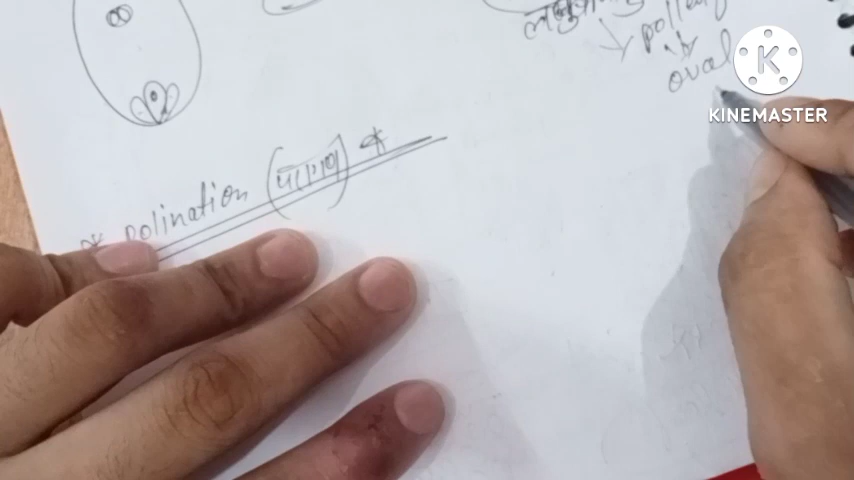 pollen
oval
* polination (परागण) *
K
KINEMASTER